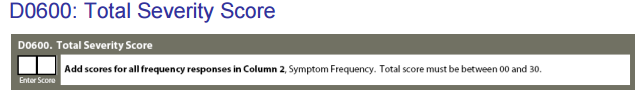 D0600: Total Severity Score
D0600. Total Severity Score
Add scores for all frequency responses in Column 2, Symptom Frequency. Total score must be between 00 and 30.
Enter Score